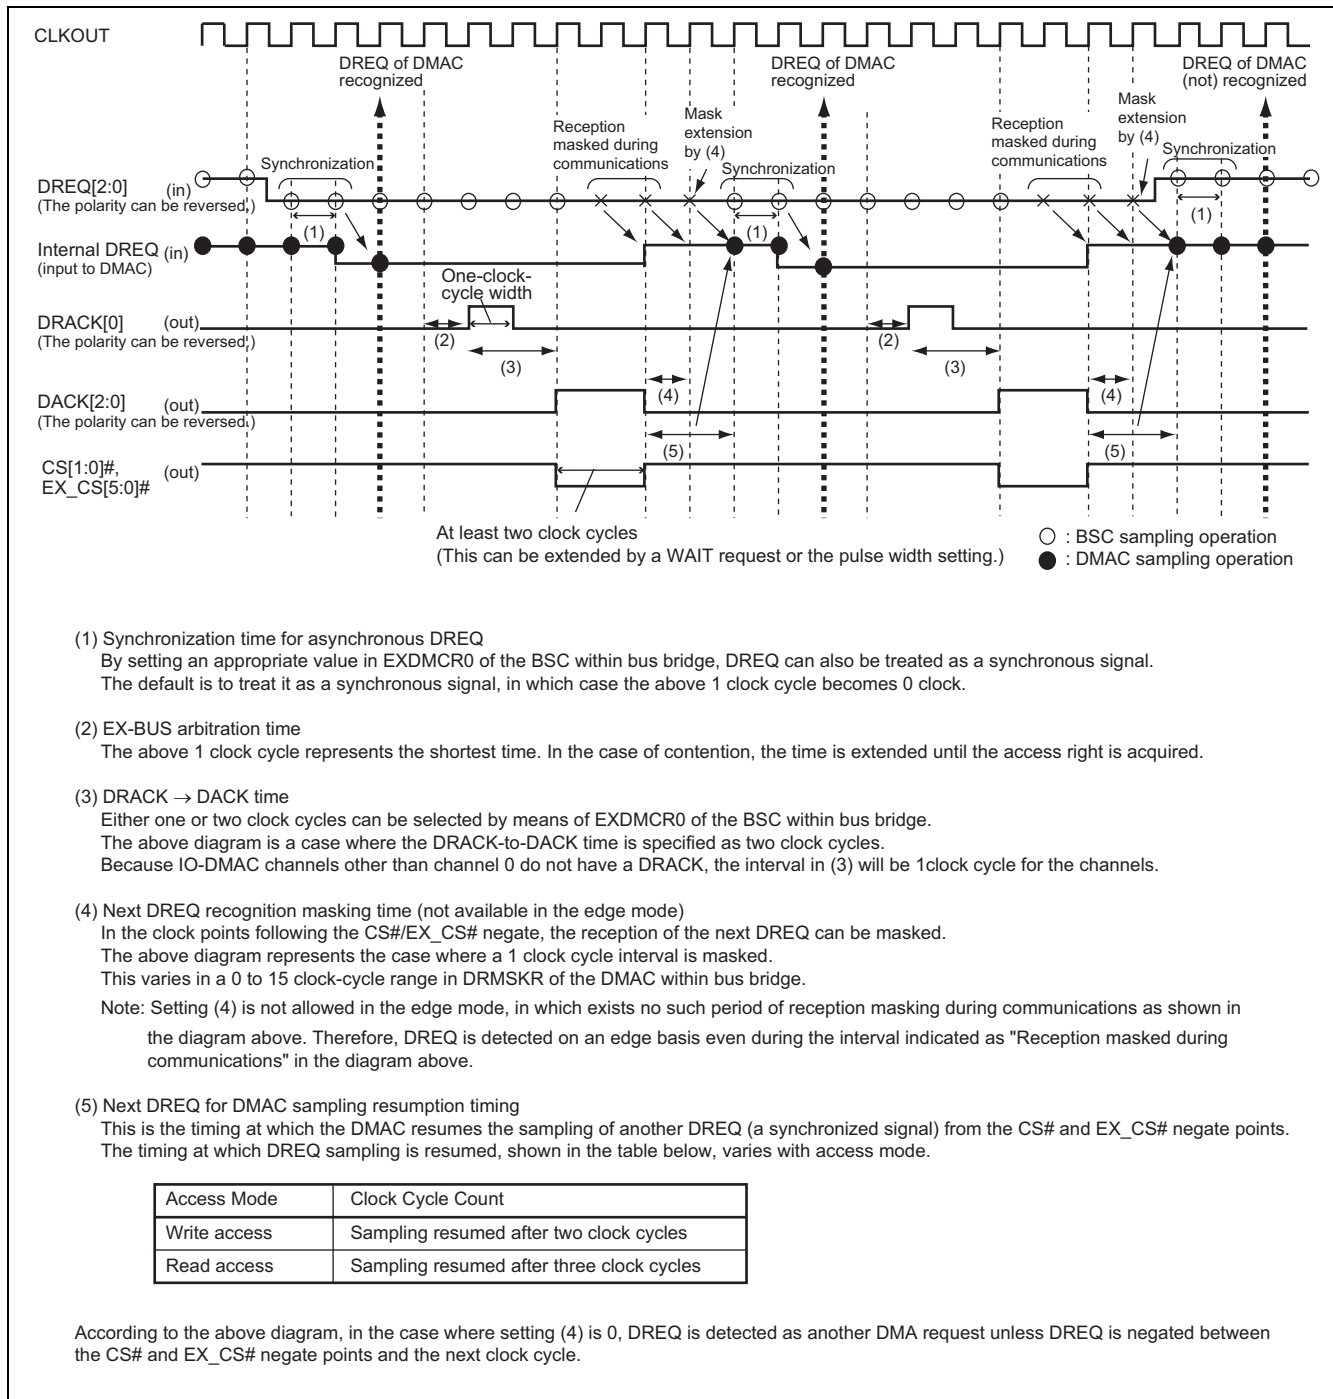 CLKOUT
DREQ of DMAC
recognized
DREQ of DMAC
recognized
DREQ of DMAC
(not) recognized
Reception
masked during
communications
Mask
extension
by (4)
Reception
masked during
communications
Mask
extension
by (4)
Synchronization
Synchronization
Synchronization
DREQ[2:0] (in)
(The polarity can be reversed.)
(1)
(1)
(1)
Internal DREQ (in)
(input to DMAC)
One-clock-
cycle width
DRACK[0] (out)
(The polarity can be reversed.)
(2)
(3)
(2)
(3)
DACK[2:0] (out)
(The polarity can be reversed.)
(4)
(4)
(5)
(5)
CS[1:0]#, (out)
EX_CS[5:0]#
At least two clock cycles
(This can be extended by a WAIT request or the pulse width setting.)
: BSC sampling operation
: DMAC sampling operation
(1) Synchronization time for asynchronous DREQ
By setting an appropriate value in EXDMCR0 of the BSC within bus bridge, DREQ can also be treated as a synchronous signal.
The default is to treat it as a synchronous signal, in which case the above 1 clock cycle becomes 0 clock.
(2) EX-BUS arbitration time
The above 1 clock cycle represents the shortest time. In the case of contention, the time is extended until the access right is acquired.
(3) DRACK → DACK time
Either one or two clock cycles can be selected by means of EXDMCR0 of the BSC within bus bridge.
The above diagram is a case where the DRACK-to-DACK time is specified as two clock cycles.
Because IO-DMAC channels other than channel 0 do not have a DRACK, the interval in (3) will be 1clock cycle for the channels.
(4) Next DREQ recognition masking time (not available in the edge mode)
In the clock points following the CS#/EX_CS# negate, the reception of the next DREQ can be masked.
The above diagram represents the case where a 1 clock cycle interval is masked.
This varies in a 0 to 15 clock-cycle range in DRMSKR of the DMAC within bus bridge.
Note: Setting (4) is not allowed in the edge mode, in which exists no such period of reception masking during communications as shown in
the diagram above. Therefore, DREQ is detected on an edge basis even during the interval indicated as "Reception masked during
communications" in the diagram above.
(5) Next DREQ for DMAC sampling resumption timing
This is the timing at which the DMAC resumes the sampling of another DREQ (a synchronized signal) from the CS# and EX_CS# negate points.
The timing at which DREQ sampling is resumed, shown in the table below, varies with access mode.
Access Mode Clock Cycle Count
Write access Sampling resumed after two clock cycles
Read access Sampling resumed after three clock cycles
According to the above diagram, in the case where setting (4) is 0, DREQ is detected as another DMA request unless DREQ is negated between
the CS# and EX_CS# negate points and the next clock cycle.